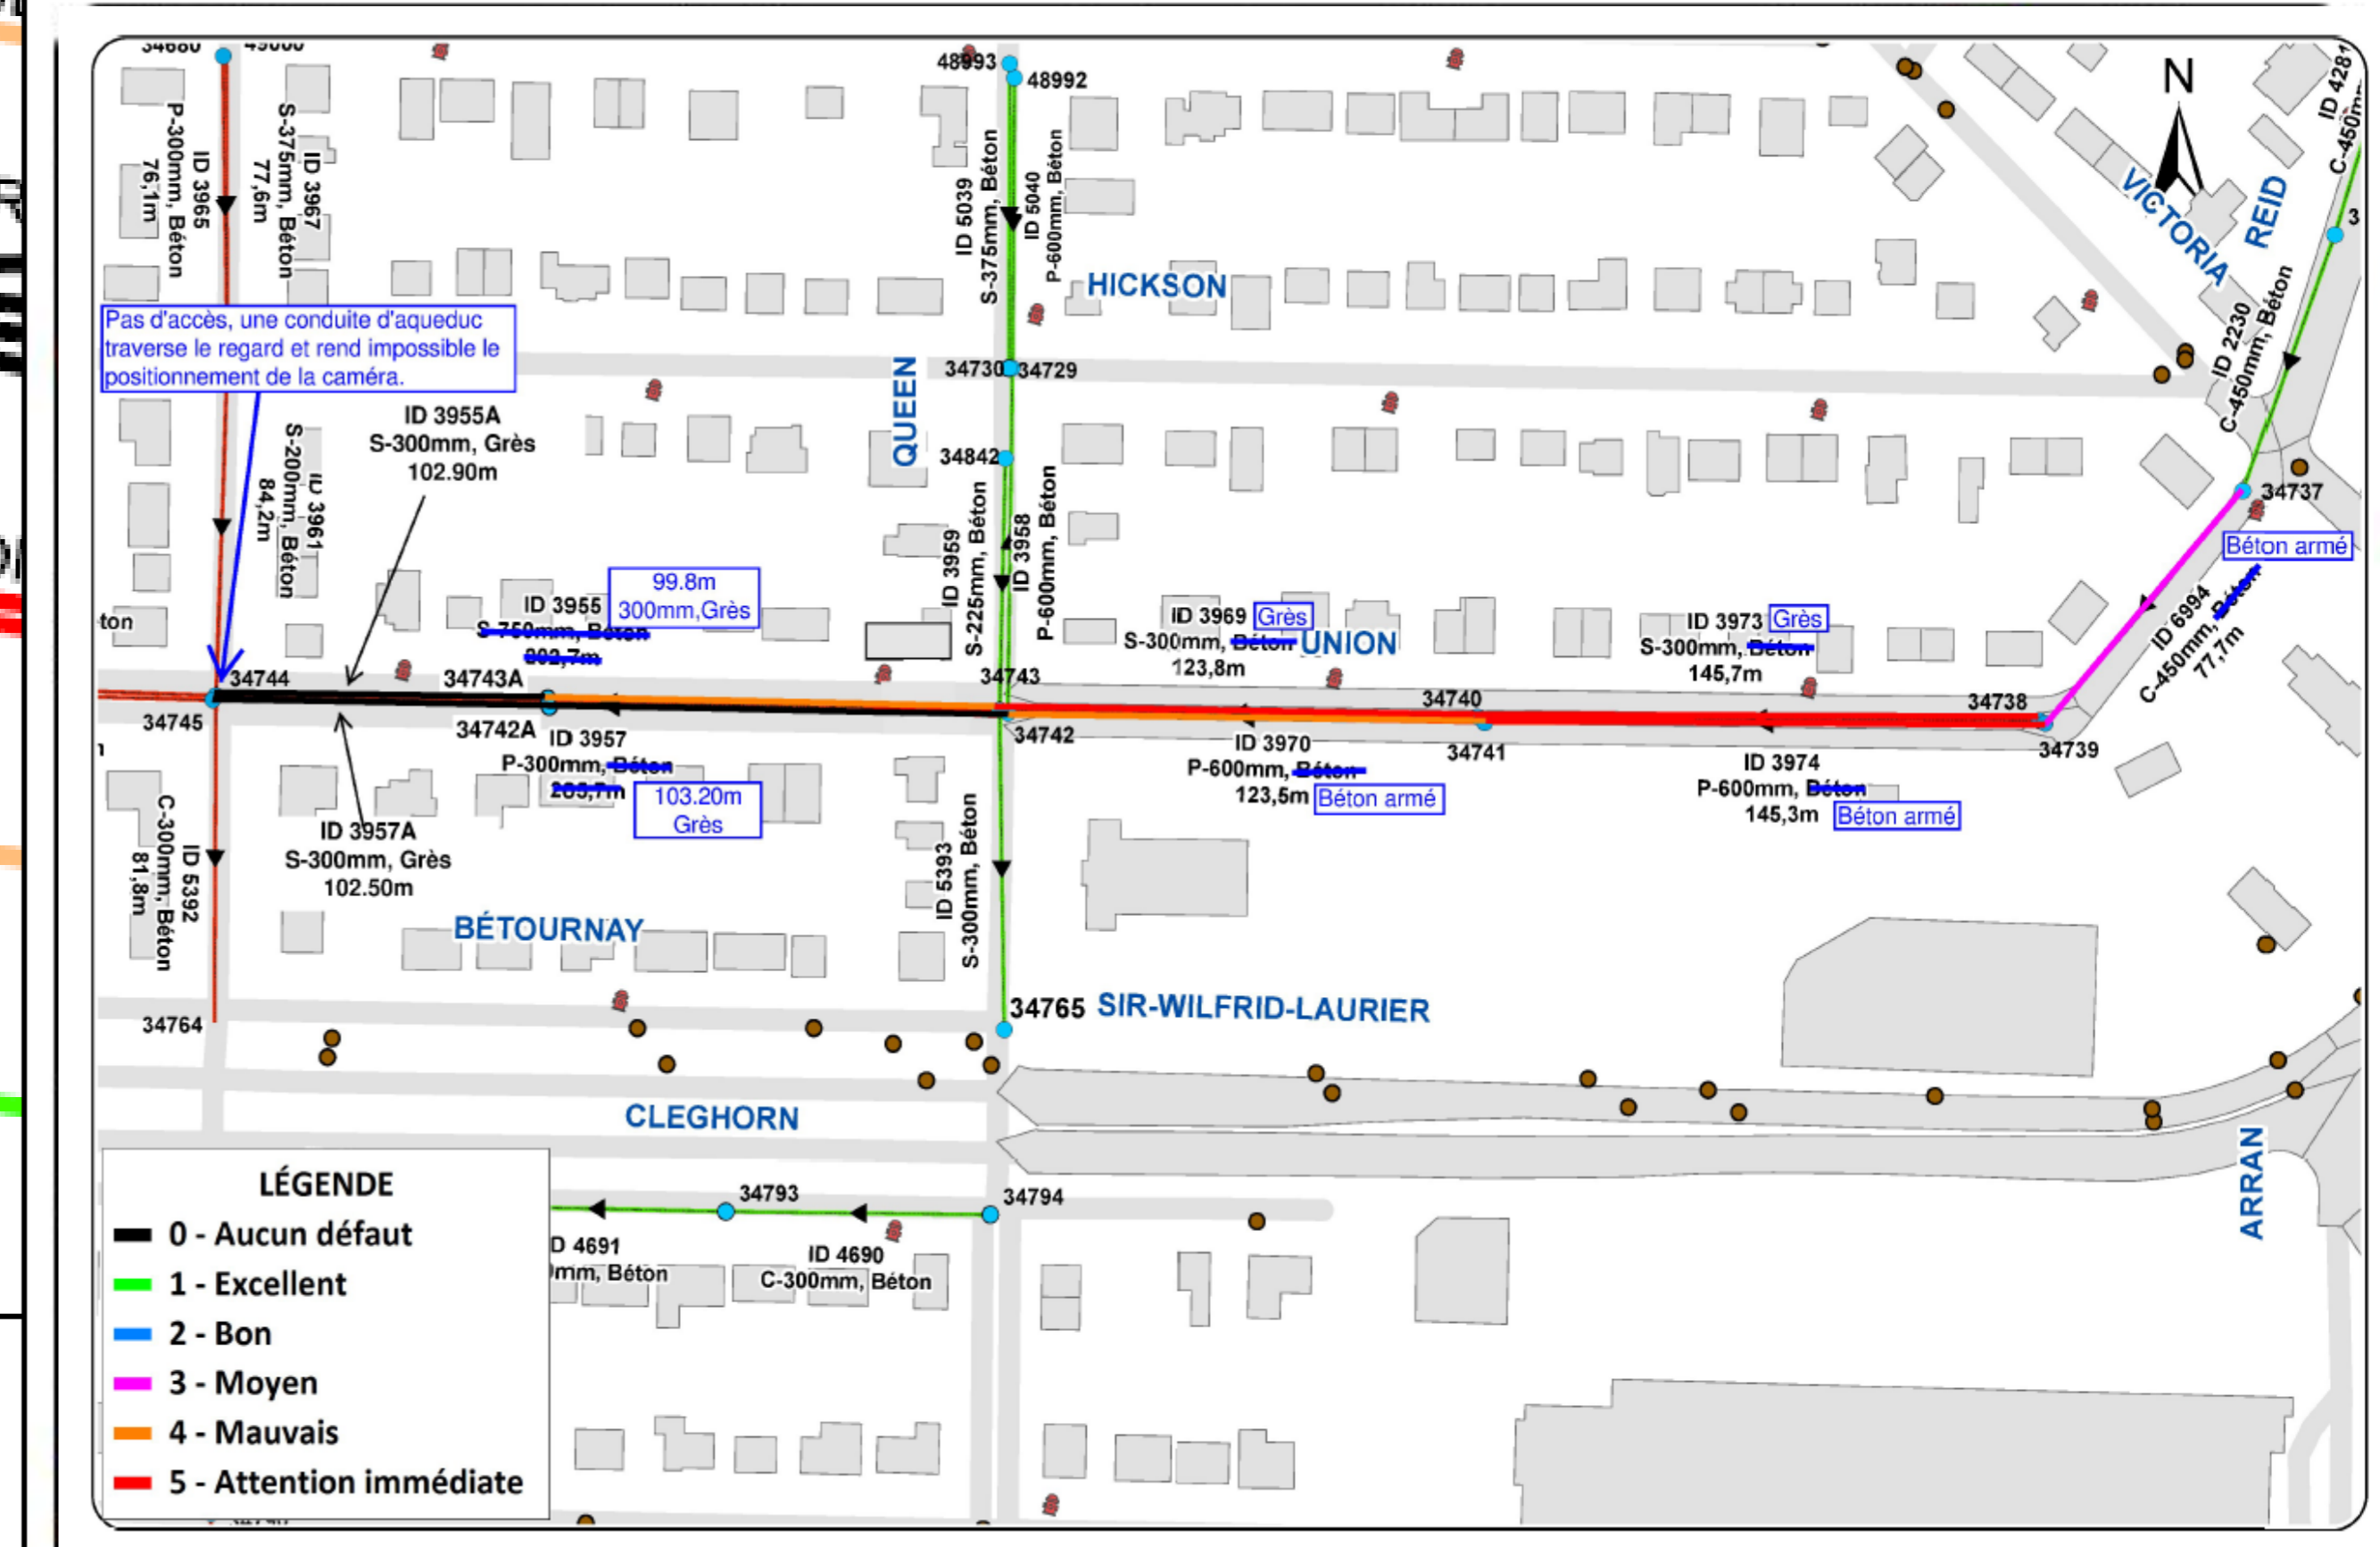 48993
48992
N
ID 4281
P-300mm, Béton
ID 3965
76,1m
S-375mm, Béton
ID 3967
77,6m
ID 5039
S-375mm, Béton
ID 5040
P-600mm, Béton
VICTORIA
REID
HICKSON
Pas d'accès, une conduite d'aqueduc
traverse le regard et rend impossible le
positionnement de la caméra.
ID 2230
C-450mm, Béton
34730
34729
QUEEN
ID 3955A
S-300mm, Grès
102.90m
34842
ID 3961
S-200mm, Béton
84,2m
34737
Béton armé
ID 6994
C-450mm, Béton
77,7m
ID 3959
S-225mm, Béton
ID 3958
P-600mm, Béton
ID 3955
S-750mm, Béton
202,7m
99.8m
300mm,Grès
ID 3969
Grès
S-300mm, Béton
123,8m
UNION
ID 3973
Grès
S-300mm, Béton
145,7m
34744
34743A
34743
34740
34738
34745
34742A
34742
34741
34739
ID 3957
P-300mm, Béton
205,7m
103.20m
Grès
ID 3970
P-600mm, Béton
123,5m
Béton armé
ID 3974
P-600mm, Béton
145,3m
Béton armé
ID 3957A
S-300mm, Grès
102.50m
ID 5392
C-300mm, Béton
81,8m
ID 5393
S-300mm, Béton
BÉTOURNAY
34764
34765
SIR-WILFRID-LAURIER
CLEGHORN
ARRAN
34793
34794
D 4691
mm, Béton
ID 4690
C-300mm, Béton
LÉGENDE
0 - Aucun défaut
1 - Excellent
2 - Bon
3 - Moyen
4 - Mauvais
5 - Attention immédiate